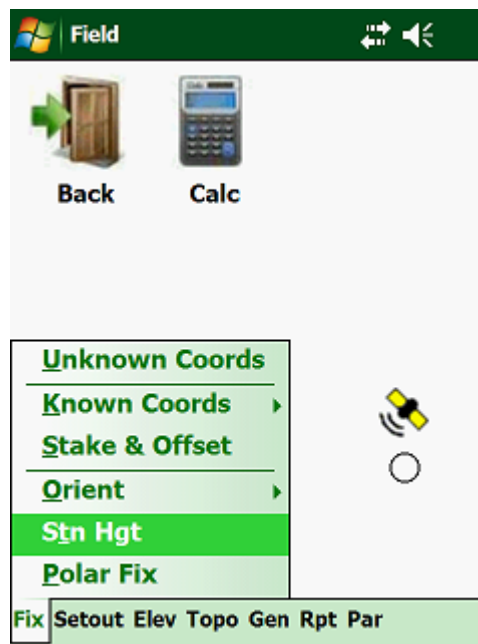 Field
Back Calc
Unknown Coords
Known Coords
Stake & Offset
Orient
Stn Hgt
Polar Fix
Fix Setout Elev Topo Gen Rpt Par